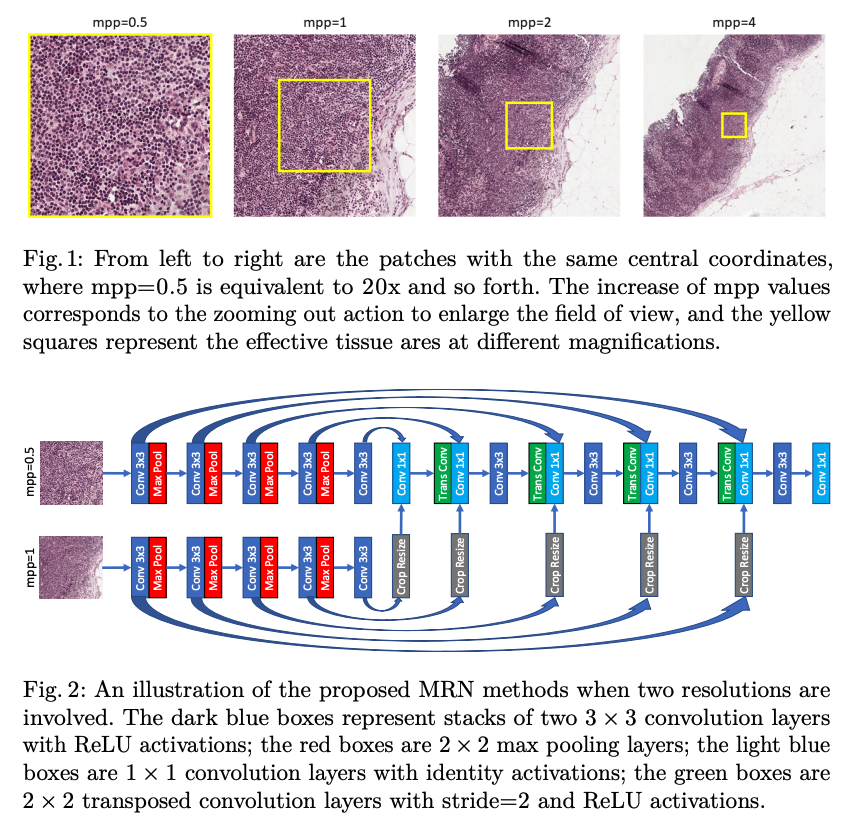 mpp=0.5 mpp=1 mpp=2 mpp=4
Fig. 1: From left to right are the patches with the same central coordinates,
where mpp=0.5 is equivalent to 20x and so forth. The increase of mpp values
corresponds to the zooming out action to enlarge the field of view, and the yellow
squares represent the effective tissue ares at different magnifications.
mpp=0.5
Conv 3x3
Max Pool
Conv 3x3
Max Pool
Conv 3x3
Max Pool
Conv 3x3
Max Pool
Conv 3x3
Conv 1x1
Trans Conv
Conv 1x1
Conv 3x3
Trans Conv
Conv 1x1
Conv 3x3
Trans Conv
Conv 1x1
Conv 3x3
Trans Conv
Conv 1x1
Conv 3x3
Conv 1x1
mpp=1
Conv 3x3
Max Pool
Conv 3x3
Max Pool
Conv 3x3
Max Pool
Conv 3x3
Max Pool
Conv 3x3
Crop Resize
Crop Resize
Crop Resize
Crop Resize
Crop Resize
Fig. 2: An illustration of the proposed MRN methods when two resolutions are
involved. The dark blue boxes represent stacks of two 3 × 3 convolution layers
with ReLU activations; the red boxes are 2 × 2 max pooling layers; the light blue
boxes are 1 × 1 convolution layers with identity activations; the green boxes are
2 × 2 transposed convolution layers with stride=2 and ReLU activations.